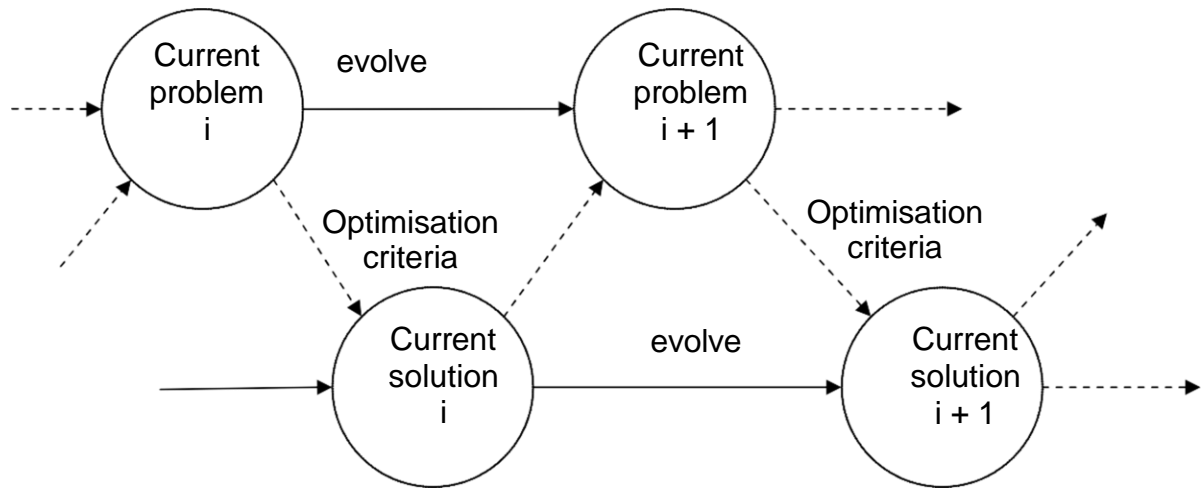 Current
problem
i
evolve
Current
problem
i + 1
Optimisation
criteria
Optimisation
criteria
Current
solution
i
evolve
Current
solution
i + 1